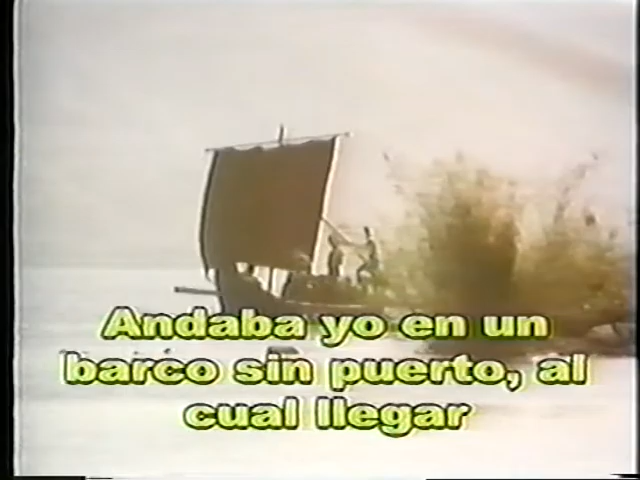 Andaba yo en un
barco sin puerto, al
cual llegar